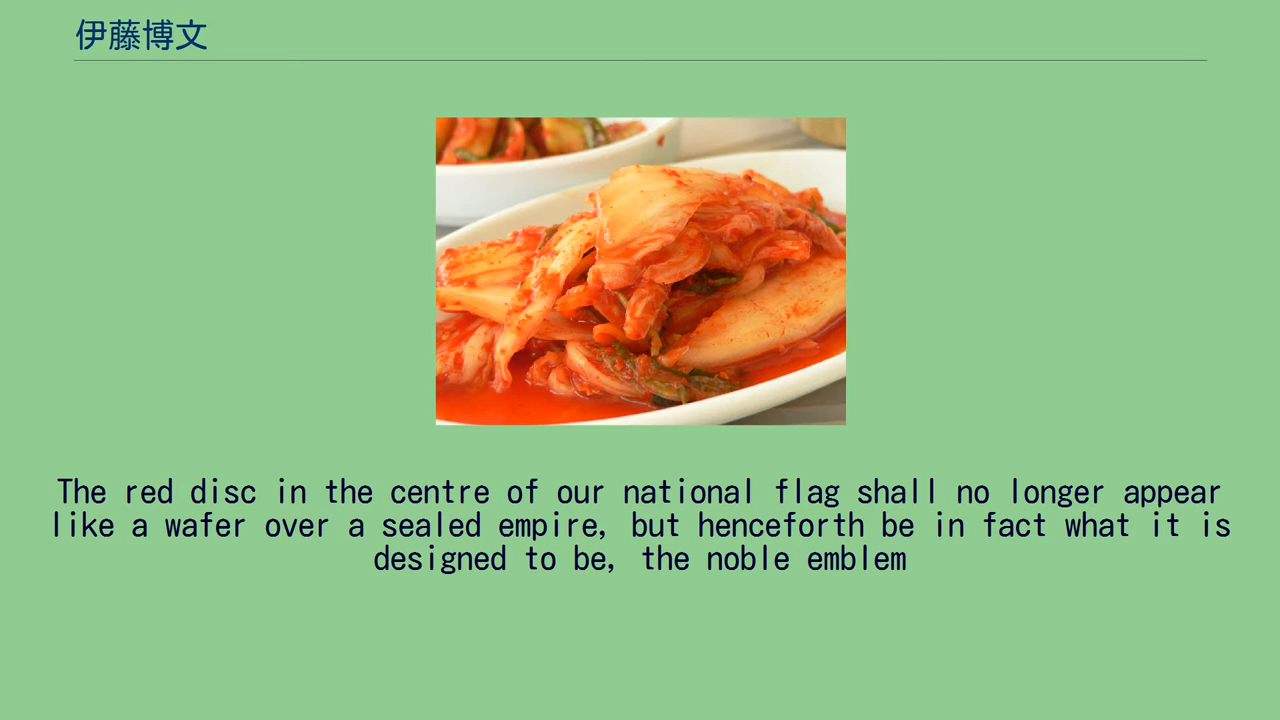 伊藤博文
The red disc in the centre of our national flag shall no longer appear
like a wafer over a sealed empire, but henceforth be in fact what it is
designed to be, the noble emblem